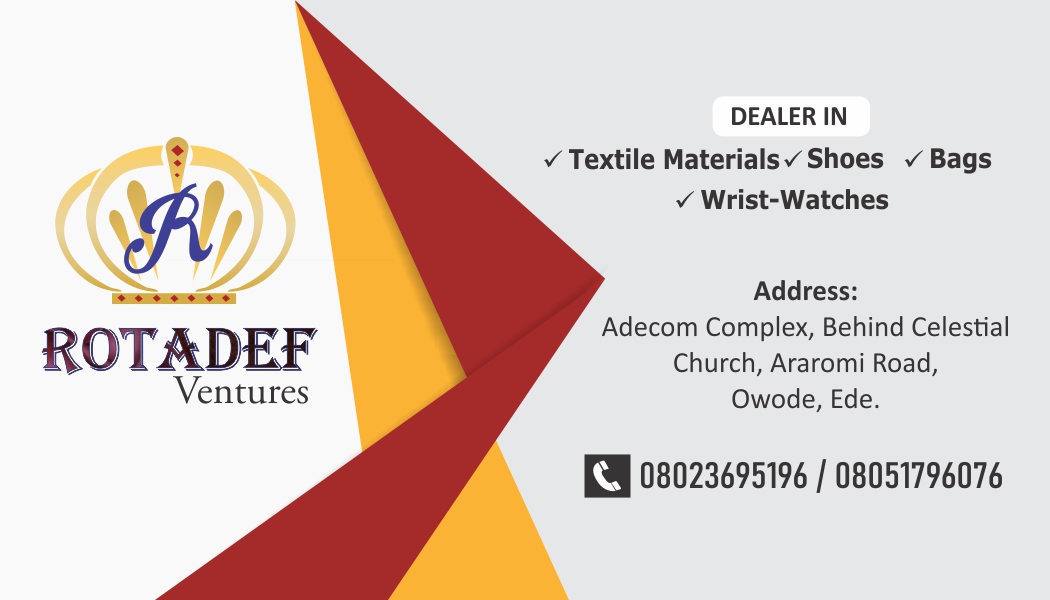 R
ROTADEF
Ventures
DEALER IN
✓ Textile Materials ✓ Shoes ✓ Bags
✓ Wrist-Watches
Address:
Adecom Complex, Behind Celestial
Church, Araromi Road,
Owode, Ede.
08023695196 / 08051796076